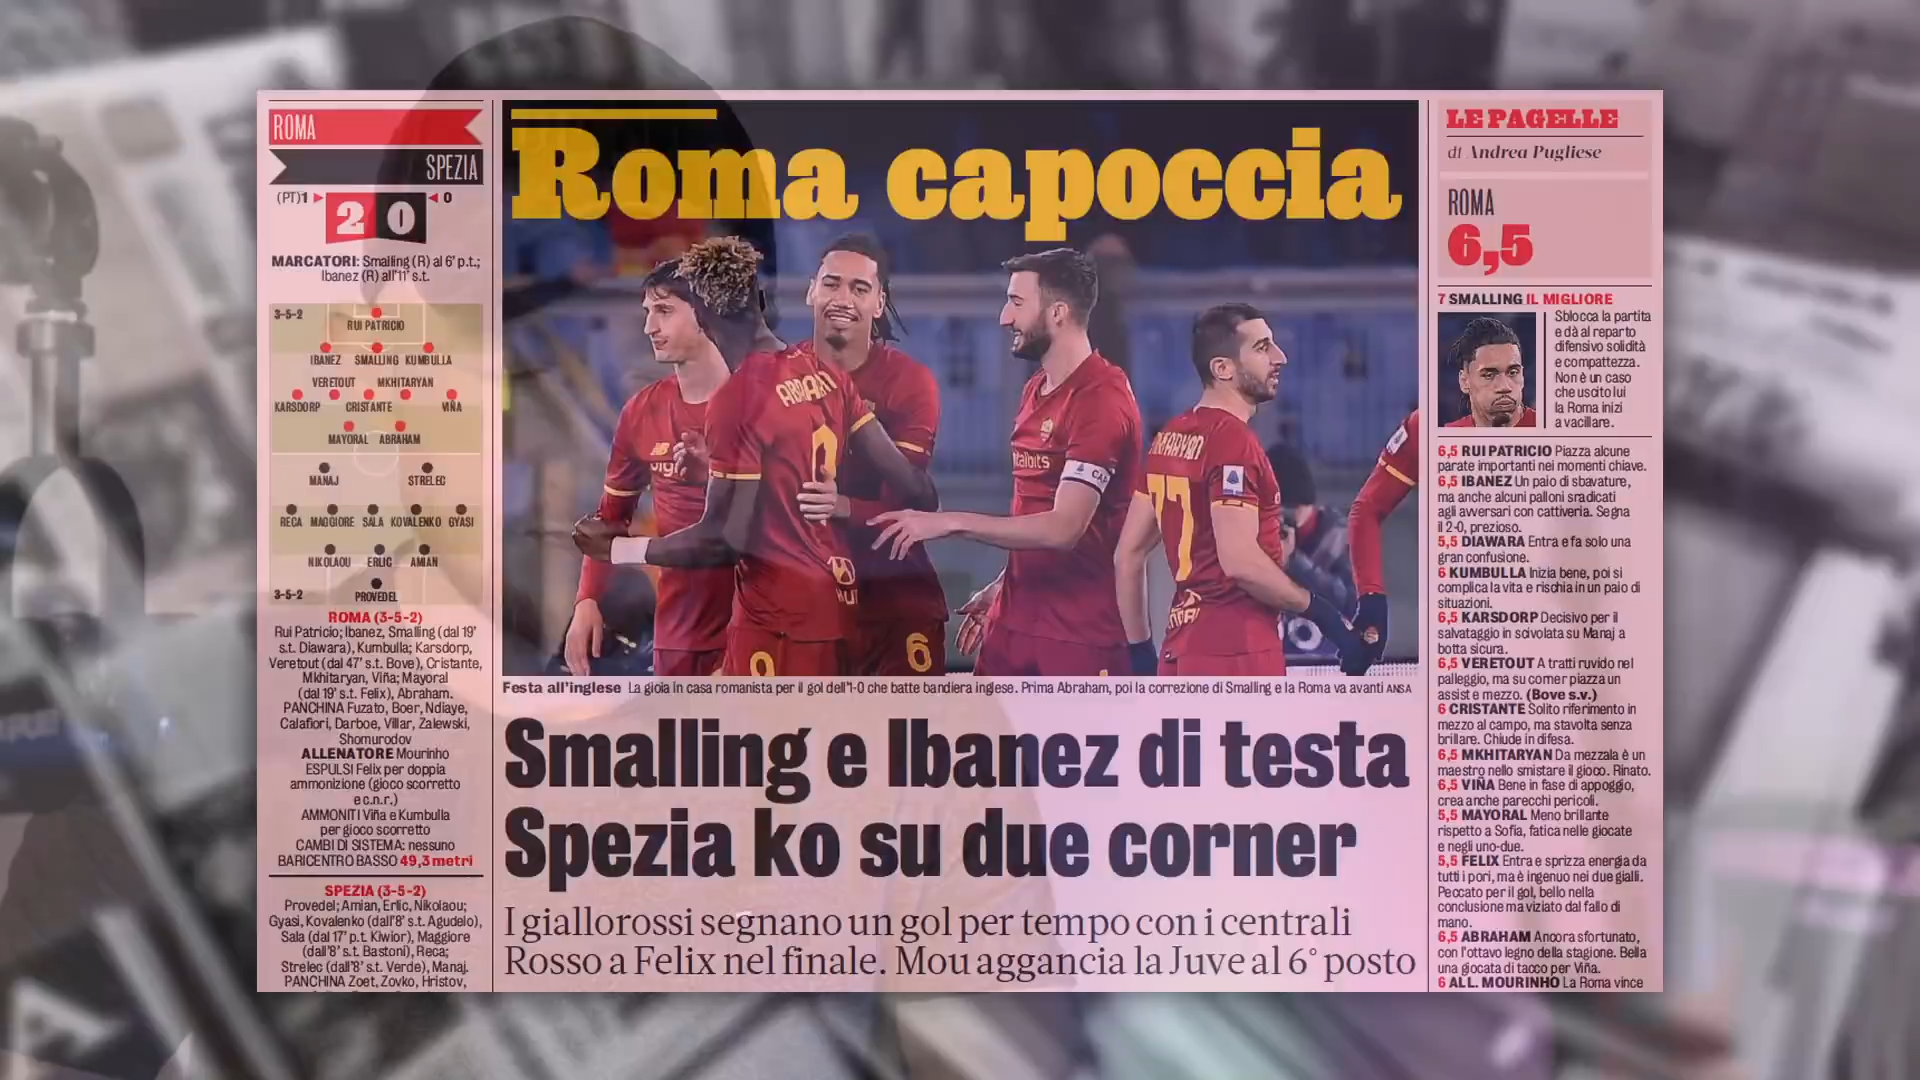 ROMA
SPEZIA
(PT)1
2 0
0
MARCATORI: Smalling (R) al 6' p.t.;
Ibanez (R) all'11' s.t.
3-5-2
RUI PATRICIO
IBANEZ SMALLING KUMBULLA
VERETOUT MKHITARYAN
KARSDORP CRISTANTE VIÑA
MAYORAL ABRAHAM
MANAJ STRELEC
RECA MAGGIORE SALA KOVALENKO GYASI
NIKOLAOU ERLIC AMIAN
3-5-2
PROVEDEL
ROMA (3-5-2)
Rui Patricio; Ibanez, Smalling (dal 19'
s.t. Diawara), Kumbulla; Karsdorp,
Veretout (dal 47' s.t. Bove), Cristante,
Mkhitaryan, Viña; Mayoral
(dal 19' s.t. Felix), Abraham.
PANCHINA Fuzato, Boer, Ndiaye,
Calafiori, Darboe, Villar, Zalewski,
Shomurodov
ALLENATORE Mourinho
ESPULSI Felix per doppia
ammonizione (gioco scorretto
e c.n.r.)
AMMONITI Viña e Kumbulla
per gioco scorretto
CAMBI DI SISTEMA: nessuno
BARICENTRO BASSO 49,3 metri
SPEZIA (3-5-2)
Provedel; Amian, Erlic, Nikolaou;
Gyasi, Kovalenko (dall'8' s.t. Agudelo),
Sala (dal 17' p.t. Kiwior), Maggiore
(dall'8' s.t. Bastoni), Reca;
Strelec (dall'8' s.t. Verde), Manaj.
PANCHINA Zoet, Zovko, Hristov,
Roma capoccia
ABRAHAM
9
77
6
9
Festa all'inglese La gioia in casa romanista per il gol dell'1-0 che batte bandiera inglese. Prima Abraham, poi la correzione di Smalling e la Roma va avanti ANSA
Smalling e Ibanez di testa
Spezia ko su due corner
I giallorossi segnano un gol per tempo con i centrali
Rosso a Felix nel finale. Mou aggancia la Juve al 6° posto
LE PAGELLE
di Andrea Pugliese
ROMA
6,5
7 SMALLING IL MIGLIORE
Sblocca la partita
e dà al reparto
difensivo solidità
e compattezza.
Non è un caso
che uscito lui
la Roma inizi
a vacillare.
6,5 RUI PATRICIO Piazza alcune
parate importanti nei momenti chiave.
6,5 IBANEZ Un paio di sbavature,
ma anche alcuni palloni sradicati
agli avversari con cattiveria. Segna
il 2-0, prezioso.
5,5 DIAWARA Entra e fa solo una
gran confusione.
6 KUMBULLA Inizia bene, poi si
complica la vita e rischia in un paio di
situazioni.
6,5 KARSDORP Decisivo per il
salvataggio in scivolata su Manaj a
botta sicura.
6,5 VERETOUT A tratti ruvido nel
palleggio, ma su corner piazza un
assist e mezzo. (Bove s.v.)
6 CRISTANTE Solito riferimento in
mezzo al campo, ma stavolta senza
brillare. Chiude in difesa.
6,5 MKHITARYAN Da mezzala è un
maestro nello smistare il gioco. Rinato.
6,5 VIÑA Bene in fase di appoggio,
crea anche parecchi pericoli.
5,5 MAYORAL Meno brillante
rispetto a Sofia, fatica nelle giocate
e negli uno-due.
5,5 FELIX Entra e sprizza energia da
tutti i pori, ma è ingenuo nei due gialli.
Peccato per il gol, bello nella
conclusione ma viziato dal fallo di
mano.
6,5 ABRAHAM Ancora sfortunato,
con l'ottavo legno della stagione. Bella
una giocata di tacco per Viña.
6 ALL. MOURINHO La Roma vince